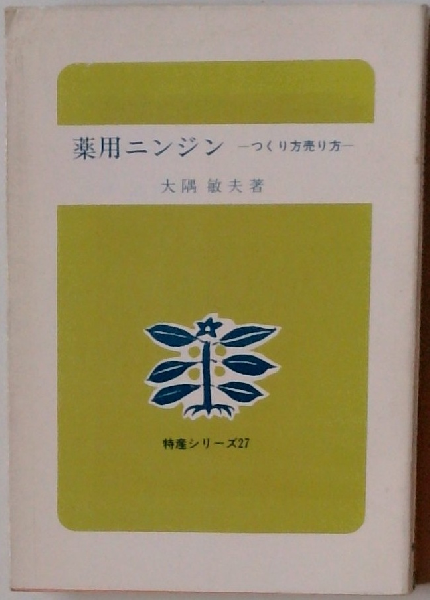 薬用ニンジン ―つくり方売り方―
大隅 敏夫著
特産シリーズ27